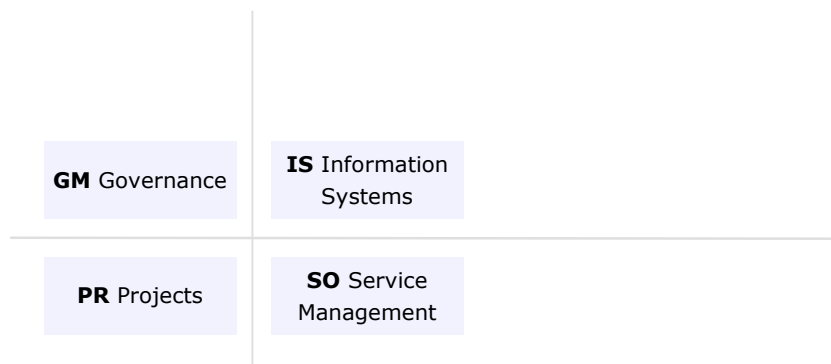 GM Governance
IS Information
Systems
PR Projects
SO Service
Management